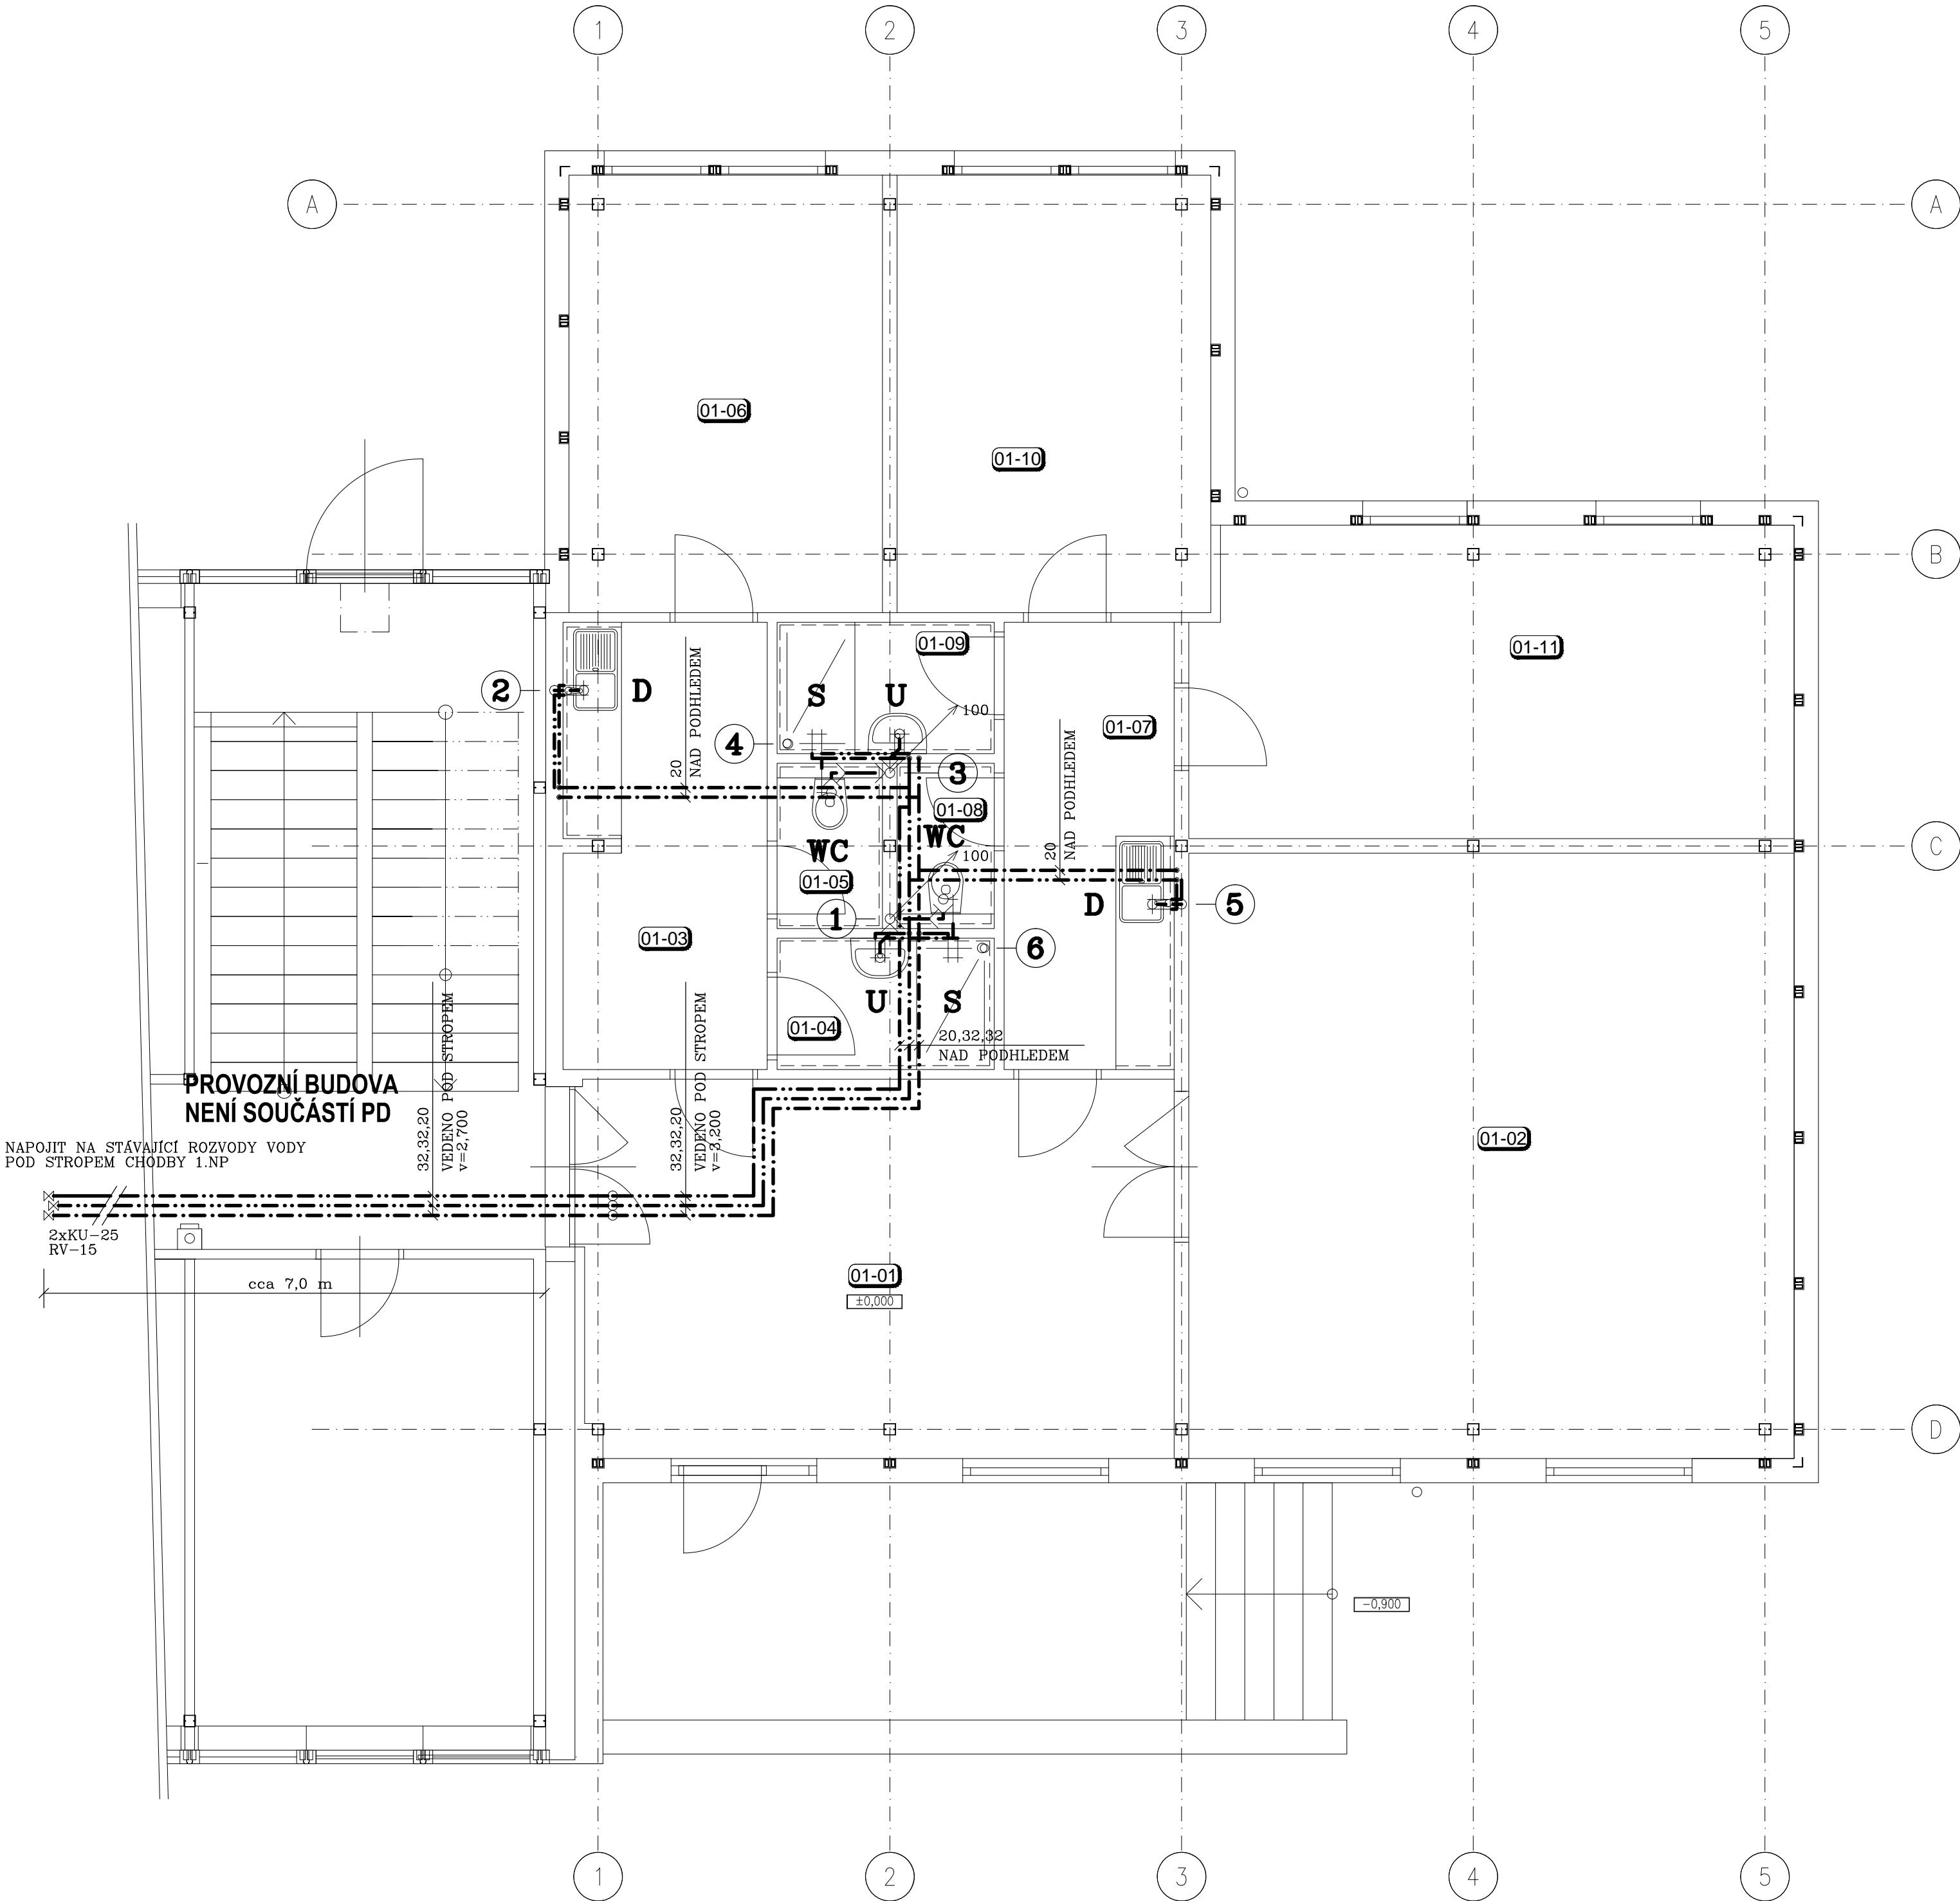 1
2
3
4
5
A
A
01-06
01-10
B
01-09
01-11
2
D
NAD PODHLEDEM
20
S
U
100
01-07
4
3
NAD PODHLEDEM
20
01-08
WC
WC
100
C
01-05
1
D
5
01-03
6
U
S
01-04
20,32,32
NAD PODHLEDEM
PROVOZNÍ BUDOVA
NENÍ SOUČÁSTÍ PD
32,32,20
VEDENO POD STROPEM
v=2,700
32,32,20
VEDENO POD STROPEM
v=3,200
01-02
NAPOJIT NA STÁVAJÍCÍ ROZVODY VODY
POD STROPEM CHODBY 1.NP
2xKU-25
RV-15
cca 7,0 m
01-01
±0,000
D
-0,900
1
2
3
4
5